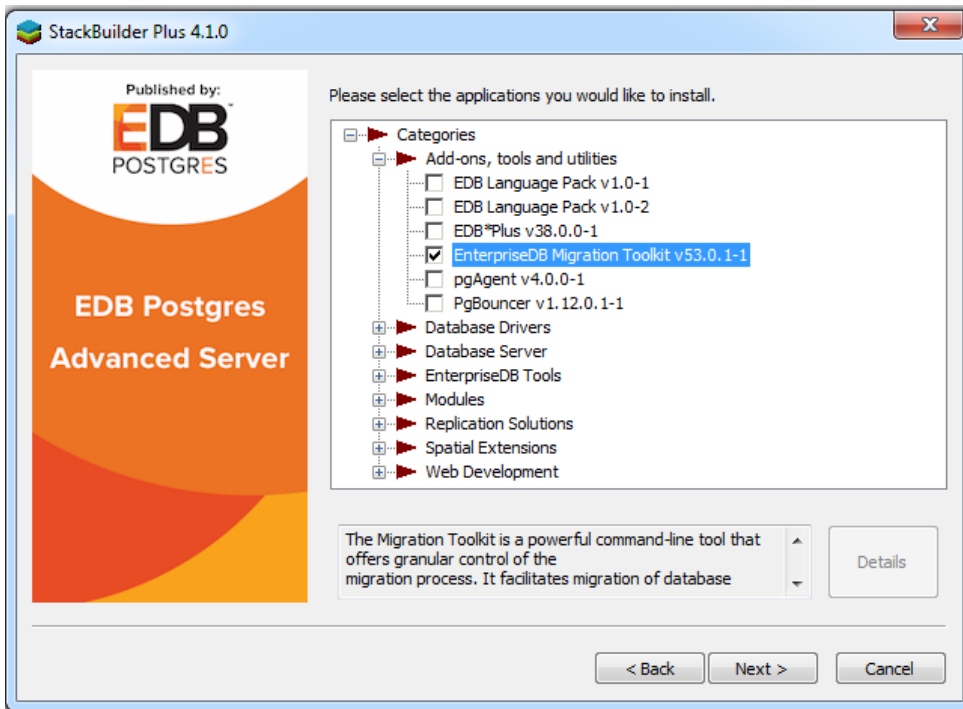 StackBuilder Plus 4.1.0
Published by:
EDB™
POSTGRES
EDB Postgres
Advanced Server
Please select the applications you would like to install.
Categories
Add-ons, tools and utilities
EDB Language Pack v1.0-1
EDB Language Pack v1.0-2
EDB*Plus v38.0.0-1
EnterpriseDB Migration Toolkit v53.0.1-1
pgAgent v4.0.0-1
PgBouncer v1.12.0.1-1
Database Drivers
Database Server
EnterpriseDB Tools
Modules
Replication Solutions
Spatial Extensions
Web Development
The Migration Toolkit is a powerful command-line tool that
offers granular control of the
migration process. It facilitates migration of database
Details
< Back
Next >
Cancel